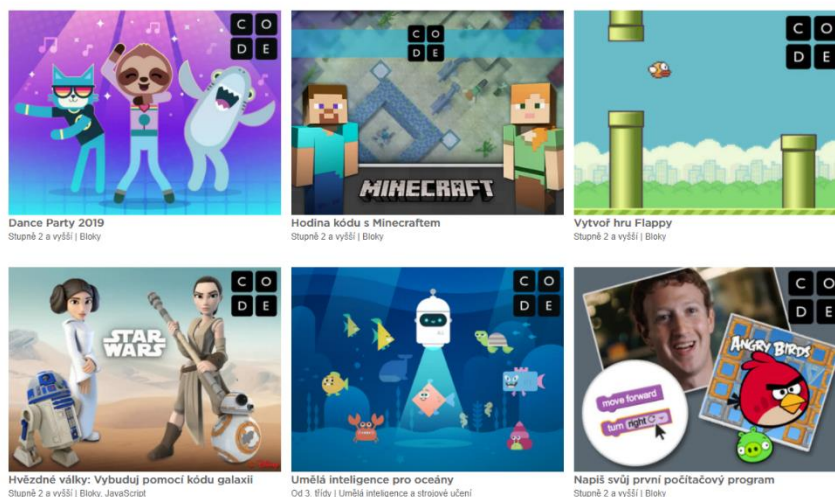 C O
D E
C O
D E
C O
D E
MINECRAFT
Dance Party 2019
Stupně 2 a vyšší | Bloky
Hodina kódu s Minecraftem
Stupně 2 a vyšší | Bloky
Vytvoř hru Flappy
Stupně 2 a vyšší | Bloky
C O
D E
C O
D E
C O
D E
STAR
WARS
ANGRY BIRDS
move forward
turn right
Hvězdné války: Vybuduj pomocí kódu galaxii
Stupně 2 a vyšší | Bloky, JavaScript
Umělá inteligence pro oceány
Od 3. třídy | Umělá inteligence a strojové učení
Napiš svůj první počítačový program
Stupně 2 a vyšší | Bloky